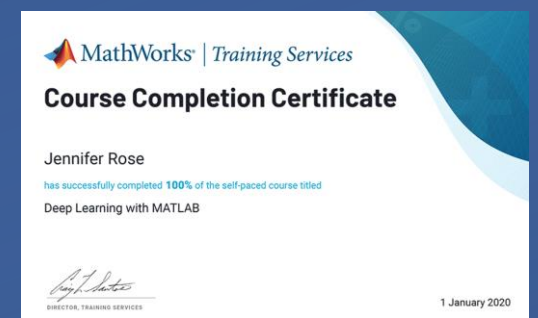 MathWorks® | Training Services
Course Completion Certificate
Jennifer Rose
has successfully completed 100% of the self-paced course titled
Deep Learning with MATLAB
DIRECTOR, TRAINING SERVICES
1 January 2020